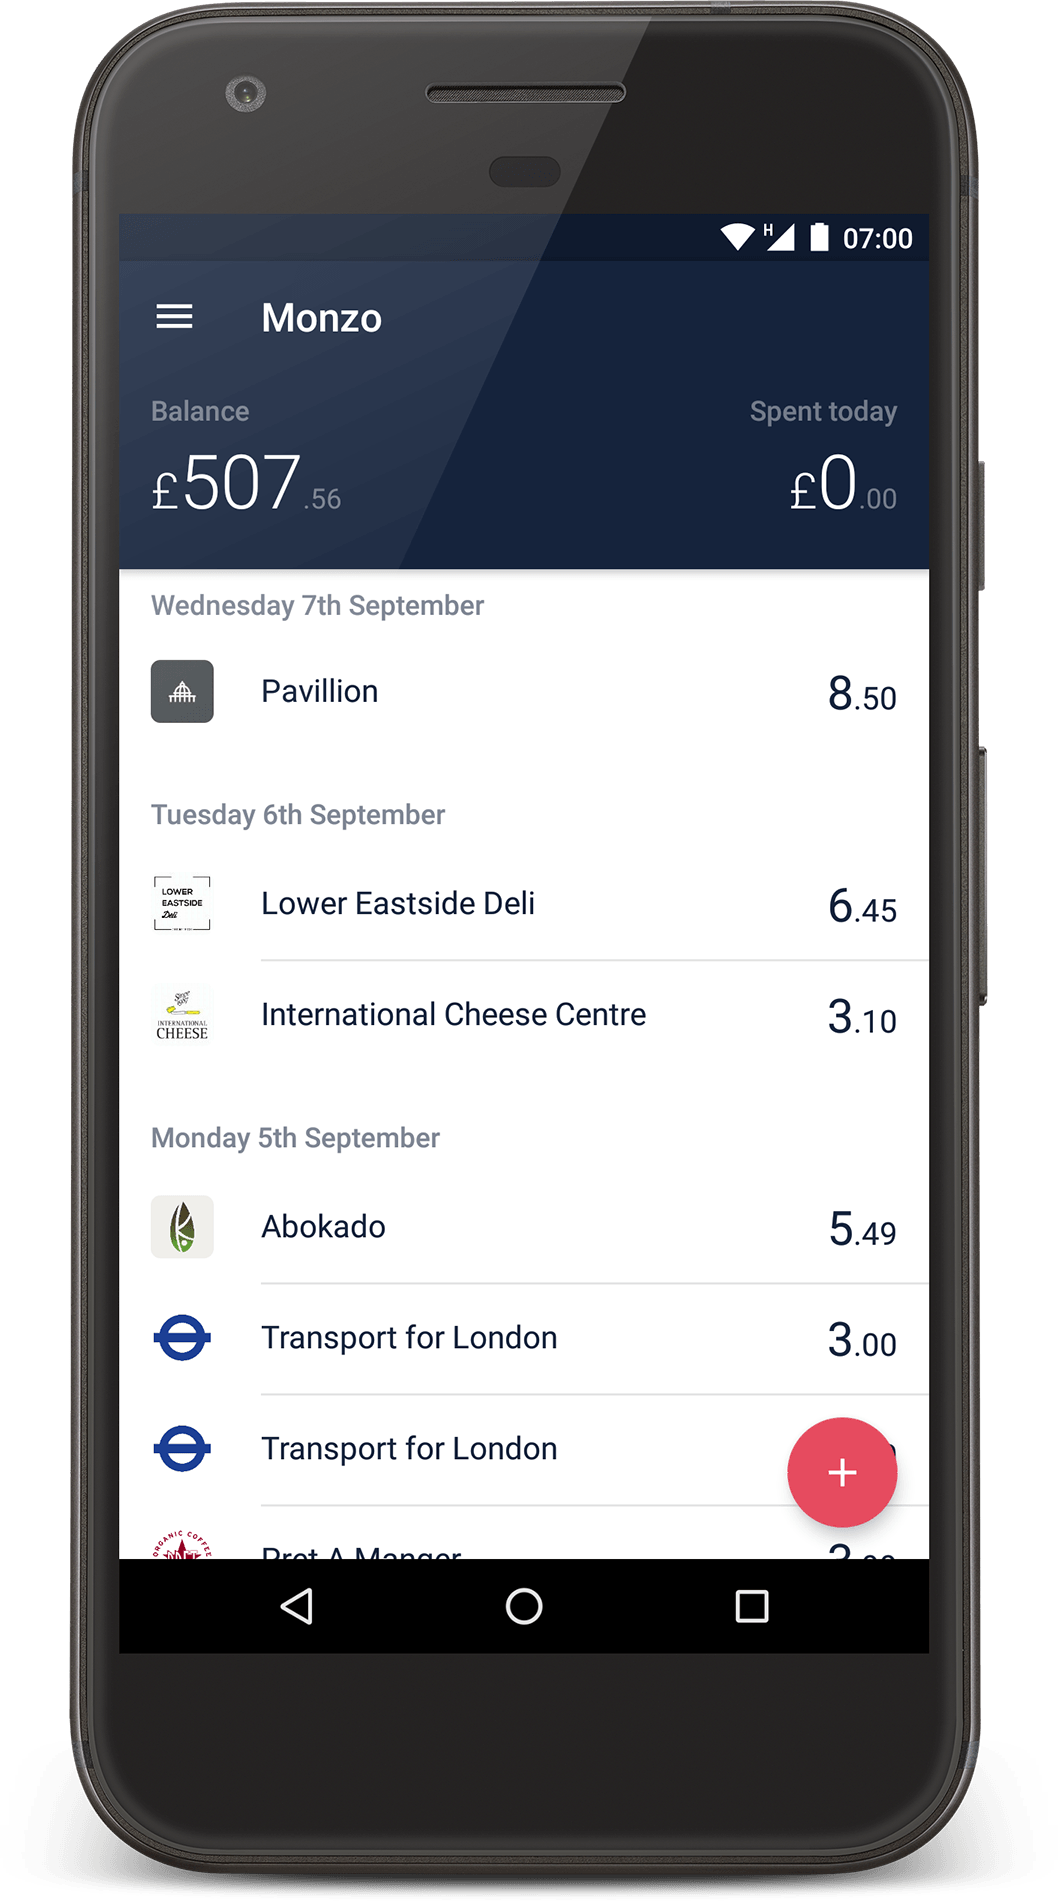 H 07:00
Monzo
Balance Spent today
£507.56 £0.00
Wednesday 7th September
Pavillion 8.50
Tuesday 6th September
LOWER
EASTSIDE
Deli
Lower Eastside Deli 6.45
INTERNATIONAL
CHEESE
International Cheese Centre 3.10
Monday 5th September
Abokado 5.49
Transport for London 3.00
Transport for London
+
ORGANIC COFFEE
Pret A Manger